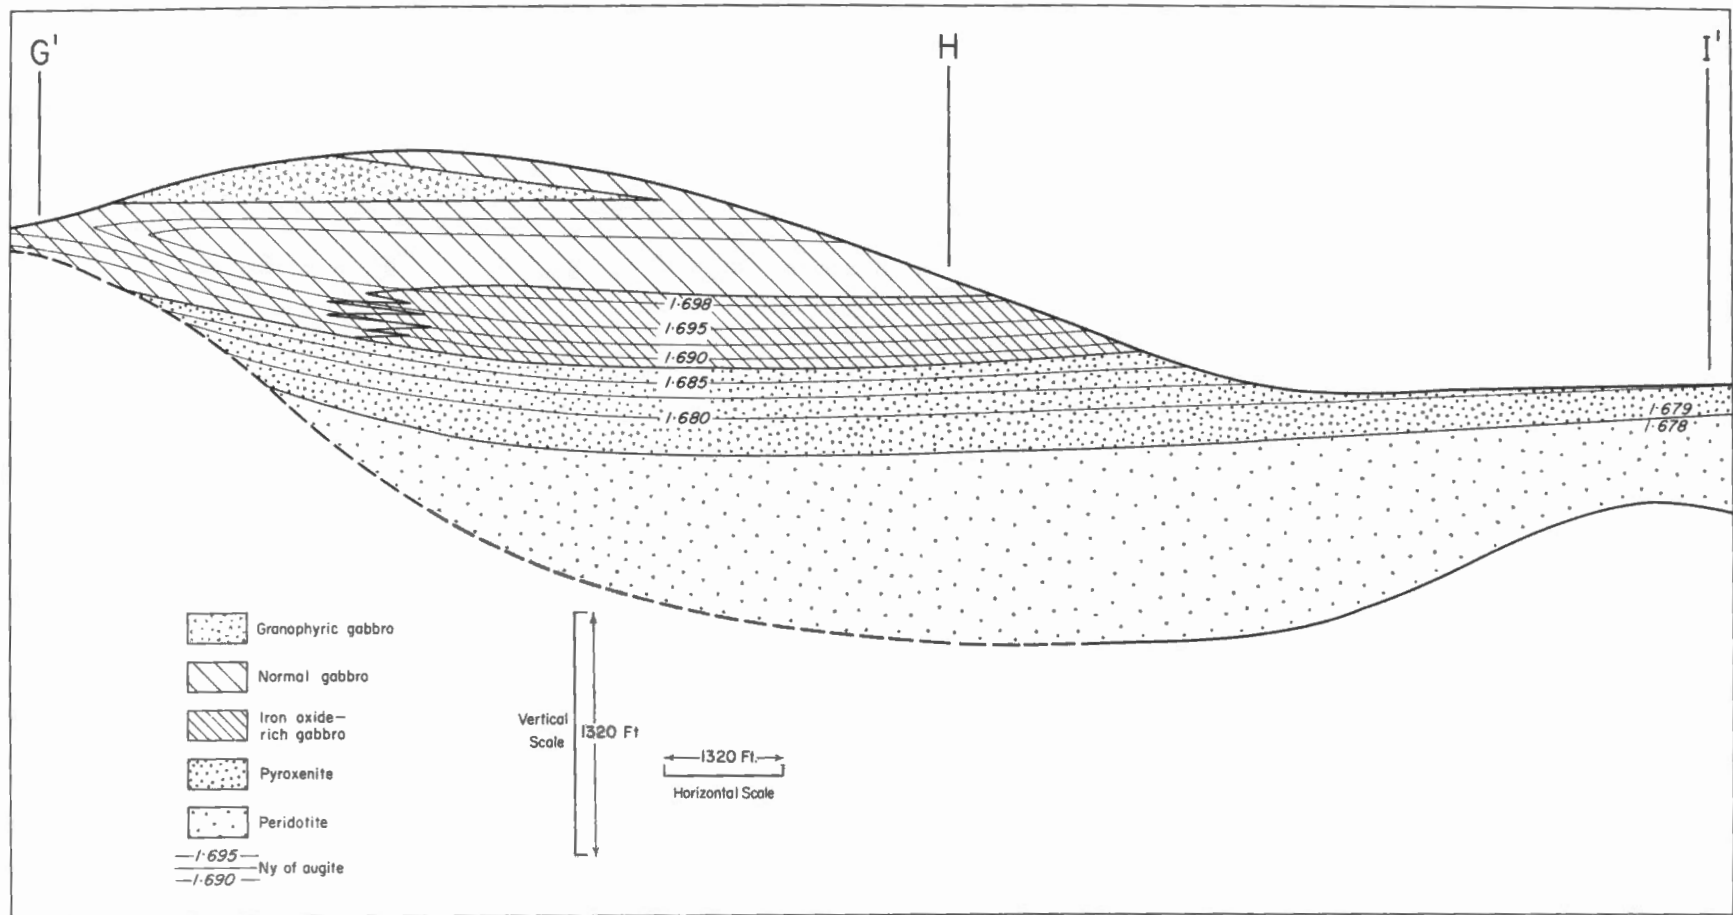 G'
H
I'
1·698
1·695
1·690
1·685
1·680
1·679
1·678
Granophyric gabbro
Normal gabbro
Iron oxide—
rich gabbro
Pyroxenite
Peridotite
1·695
1·690
Ny of augite
Vertical
Scale
1320 Ft
1320 Ft.
Horizontal Scale